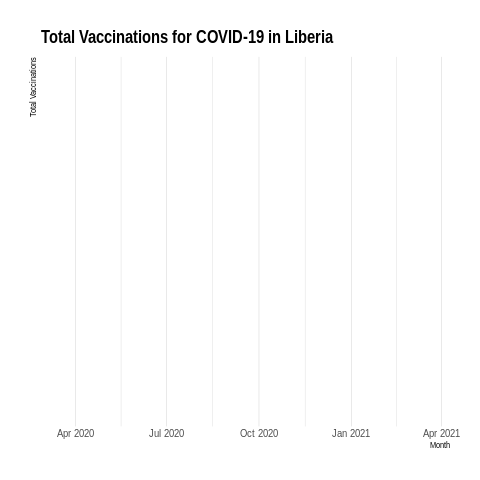 Total Vaccinations for COVID-19 in Liberia
Total Vaccinations
Apr 2020 Jul 2020 Oct 2020 Jan 2021 Apr 2021
Month